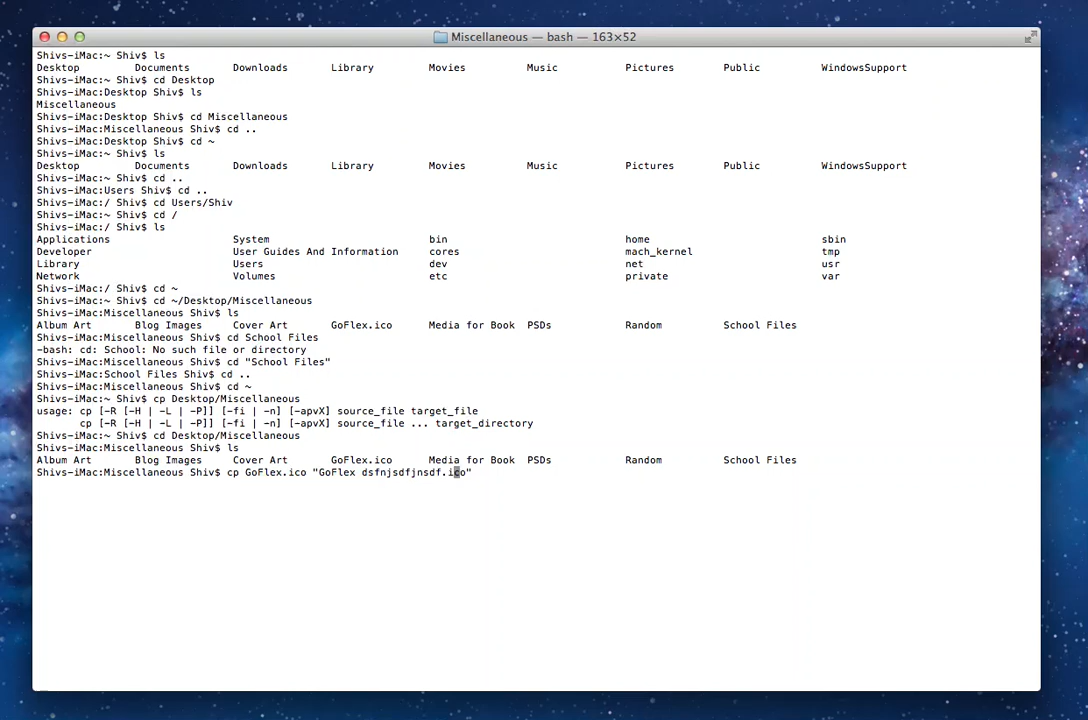 Miscellaneous — bash — 163×52
Shivs-iMac:~ Shiv$ ls
Desktop Documents Downloads Library Movies Music Pictures Public WindowsSupport
Shivs-iMac:~ Shiv$ cd Desktop
Shivs-iMac:Desktop Shiv$ ls
Miscellaneous
Shivs-iMac:Desktop Shiv$ cd Miscellaneous
Shivs-iMac:Miscellaneous Shiv$ cd ..
Shivs-iMac:Desktop Shiv$ cd ~
Shivs-iMac:~ Shiv$ ls
Desktop Documents Downloads Library Movies Music Pictures Public WindowsSupport
Shivs-iMac:~ Shiv$ cd ..
Shivs-iMac:Users Shiv$ cd ..
Shivs-iMac:/ Shiv$ cd Users/Shiv
Shivs-iMac:~ Shiv$ cd /
Shivs-iMac:/ Shiv$ ls
Applications System bin home sbin
Developer User Guides And Information cores mach_kernel tmp
Library Users dev net usr
Network Volumes etc private var
Shivs-iMac:/ Shiv$ cd ~
Shivs-iMac:~ Shiv$ cd ~/Desktop/Miscellaneous
Shivs-iMac:Miscellaneous Shiv$ ls
Album Art Blog Images Cover Art GoFlex.ico Media for Book PSDs Random School Files
Shivs-iMac:Miscellaneous Shiv$ cd School Files
-bash: cd: School: No such file or directory
Shivs-iMac:Miscellaneous Shiv$ cd "School Files"
Shivs-iMac:School Files Shiv$ cd ..
Shivs-iMac:Miscellaneous Shiv$ cd ~
Shivs-iMac:~ Shiv$ cp Desktop/Miscellaneous
usage: cp [-R [-H | -L | -P]] [-fi | -n] [-apvX] source_file target_file
cp [-R [-H | -L | -P]] [-fi | -n] [-apvX] source_file ... target_directory
Shivs-iMac:~ Shiv$ cd Desktop/Miscellaneous
Shivs-iMac:Miscellaneous Shiv$ ls
Album Art Blog Images Cover Art GoFlex.ico Media for Book PSDs Random School Files
Shivs-iMac:Miscellaneous Shiv$ cp GoFlex.ico "GoFlex dsfnjsdfjnsdf.ico"